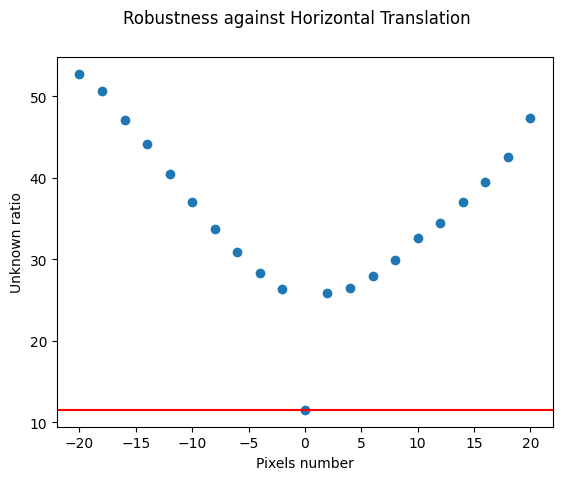 Robustness against Horizontal Translation
Unknown ratio
50
40
30
20
10
−20 −15 −10 −5 0 5 10 15 20
Pixels number